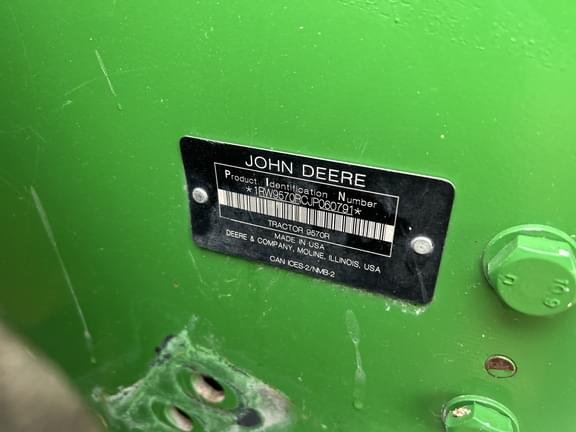 JOHN DEERE
Product Identification Number
*1RW9570RCJP060791*
TRACTOR 9570R
MADE IN USA
DEERE & COMPANY, MOLINE, ILLINOIS, USA
CAN ICES-2/NMB-2
10.9